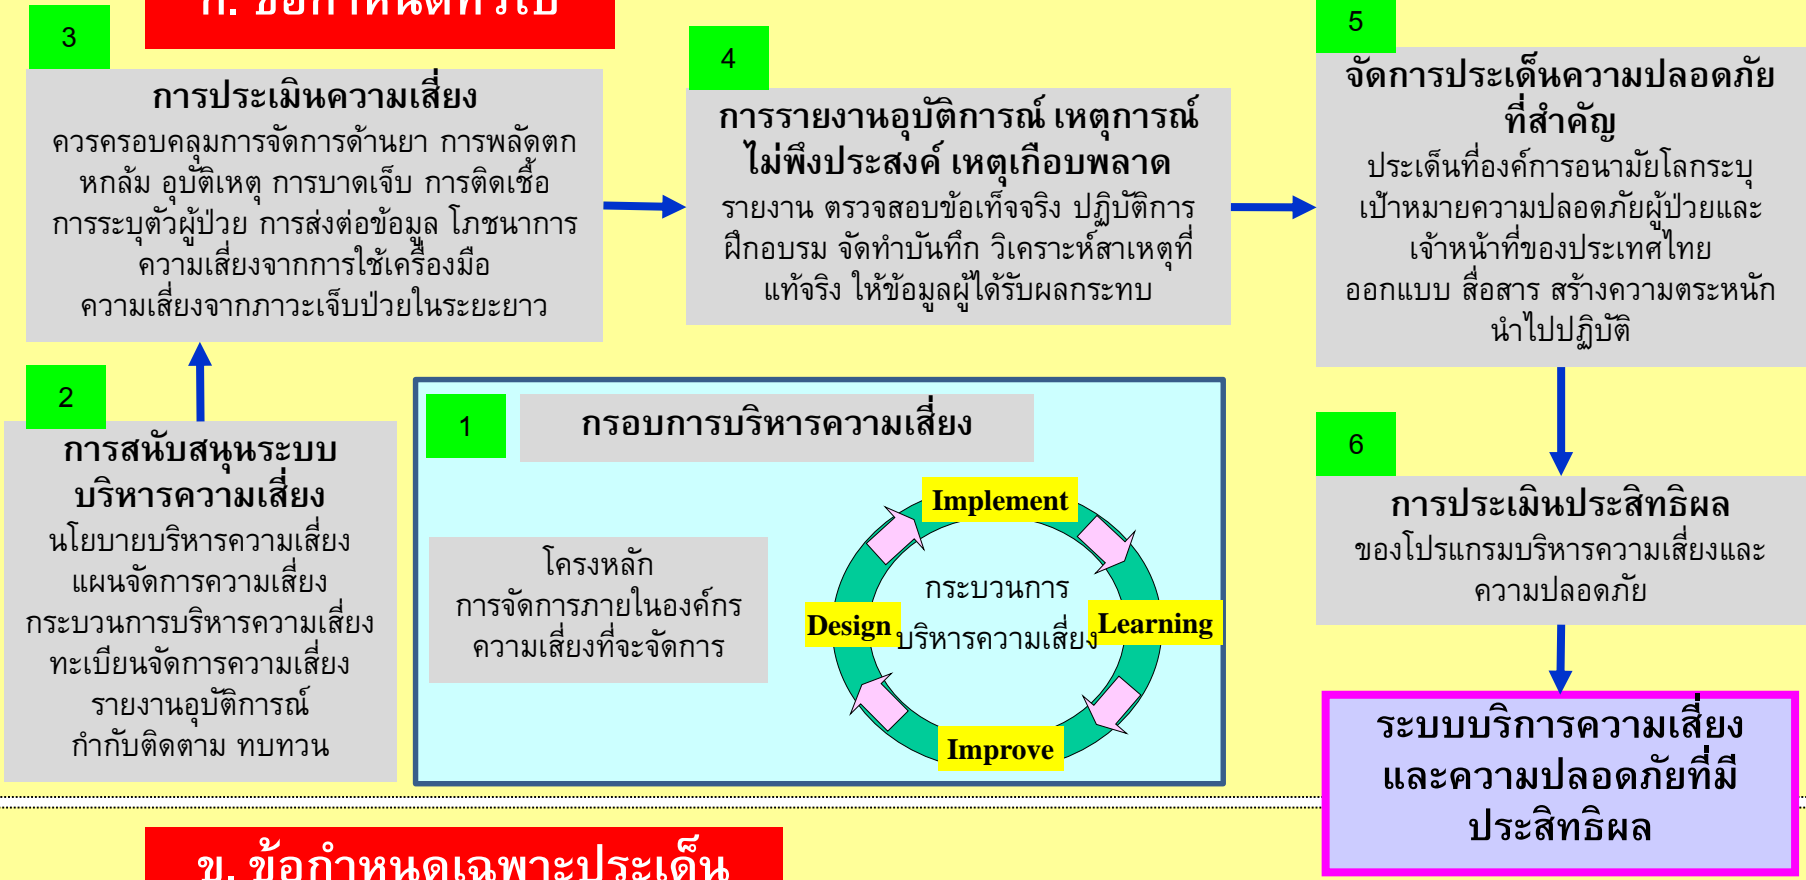 ก. ข้อกำหนดทั่วไป
3
การประเมินความเสี่ยง
ควรครอบคลุมการจัดการด้านยา การพลัดตก
หกล้ม อุบัติเหตุ การบาดเจ็บ การติดเชื้อ
การระบุตัวผู้ป่วย การส่งต่อข้อมูล โภชนาการ
ความเสี่ยงจากการใช้เครื่องมือ
ความเสี่ยงจากภาวะเจ็บป่วยในระยะยาว
4
การรายงานอุบัติการณ์ เหตุการณ์
ไม่พึงประสงค์ เหตุเกือบพลาด
รายงาน ตรวจสอบข้อเท็จจริง ปฏิบัติการ
ฝึกอบรม จัดทำบันทึก วิเคราะห์สาเหตุที่
แท้จริง ให้ข้อมูลผู้ได้รับผลกระทบ
5
จัดการประเด็นความปลอดภัย
ที่สำคัญ
ประเด็นที่องค์การอนามัยโลกระบุ
เป้าหมายความปลอดภัยผู้ป่วยและ
เจ้าหน้าที่ของประเทศไทย
ออกแบบ สื่อสาร สร้างความตระหนัก
นำไปปฏิบัติ
2
การสนับสนุนระบบ
บริหารความเสี่ยง
นโยบายบริหารความเสี่ยง
แผนจัดการความเสี่ยง
กระบวนการบริหารความเสี่ยง
ทะเบียนจัดการความเสี่ยง
รายงานอุบัติการณ์
กำกับติดตาม ทบทวน
1
กรอบการบริหารความเสี่ยง
โครงหลัก
การจัดการภายในองค์กร
ความเสี่ยงที่จะจัดการ
Implement
กระบวนการ
บริหารความเสี่ยง
Design
Learning
Improve
6
การประเมินประสิทธิผล
ของโปรแกรมบริหารความเสี่ยงและ
ความปลอดภัย
ระบบบริการความเสี่ยง
และความปลอดภัยที่มี
ประสิทธิผล
ข. ข้อกำหนดเฉพาะประเด็น